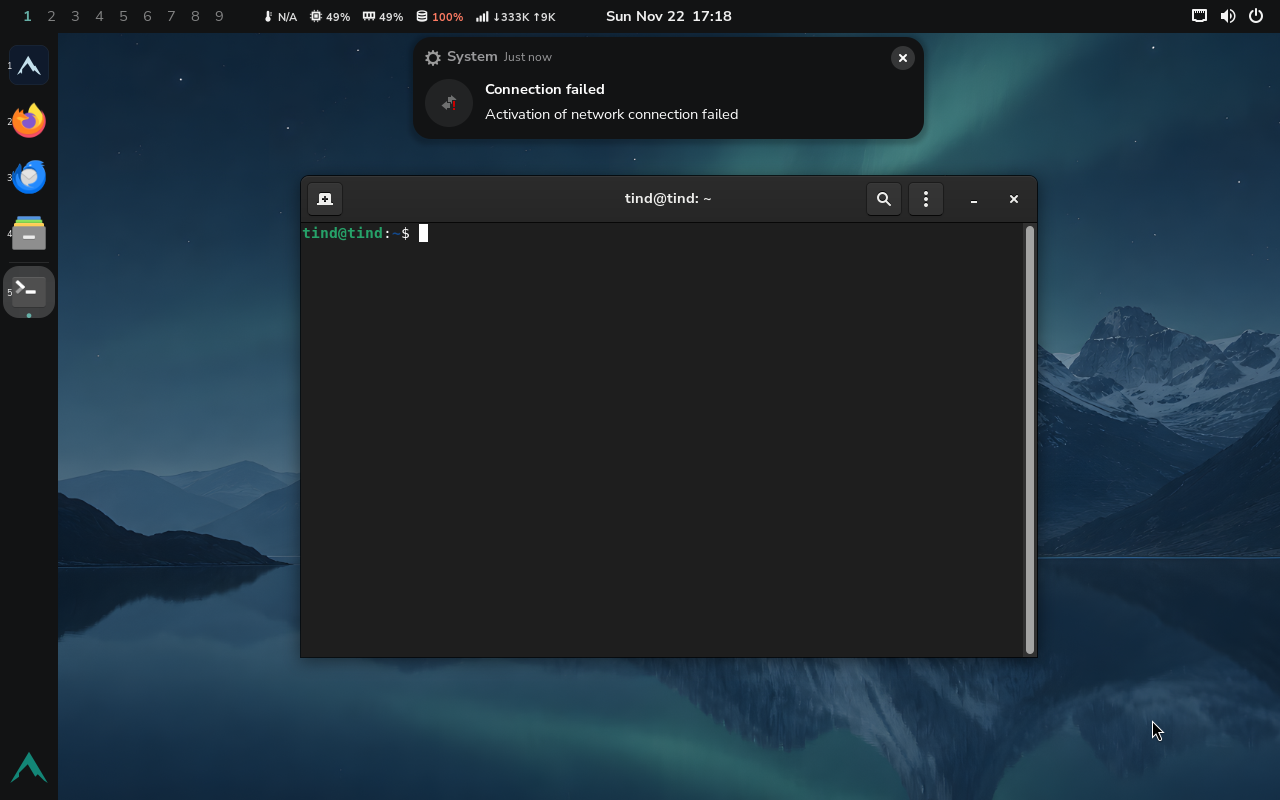 1 2 3 4 5 6 7 8 9 N/A 49% 49% 100% ↓333K ↑9K Sun Nov 22 17:18
System Just now
Connection failed
Activation of network connection failed
1
2
3
4
5
tind@tind: ~
tind@tind:~$